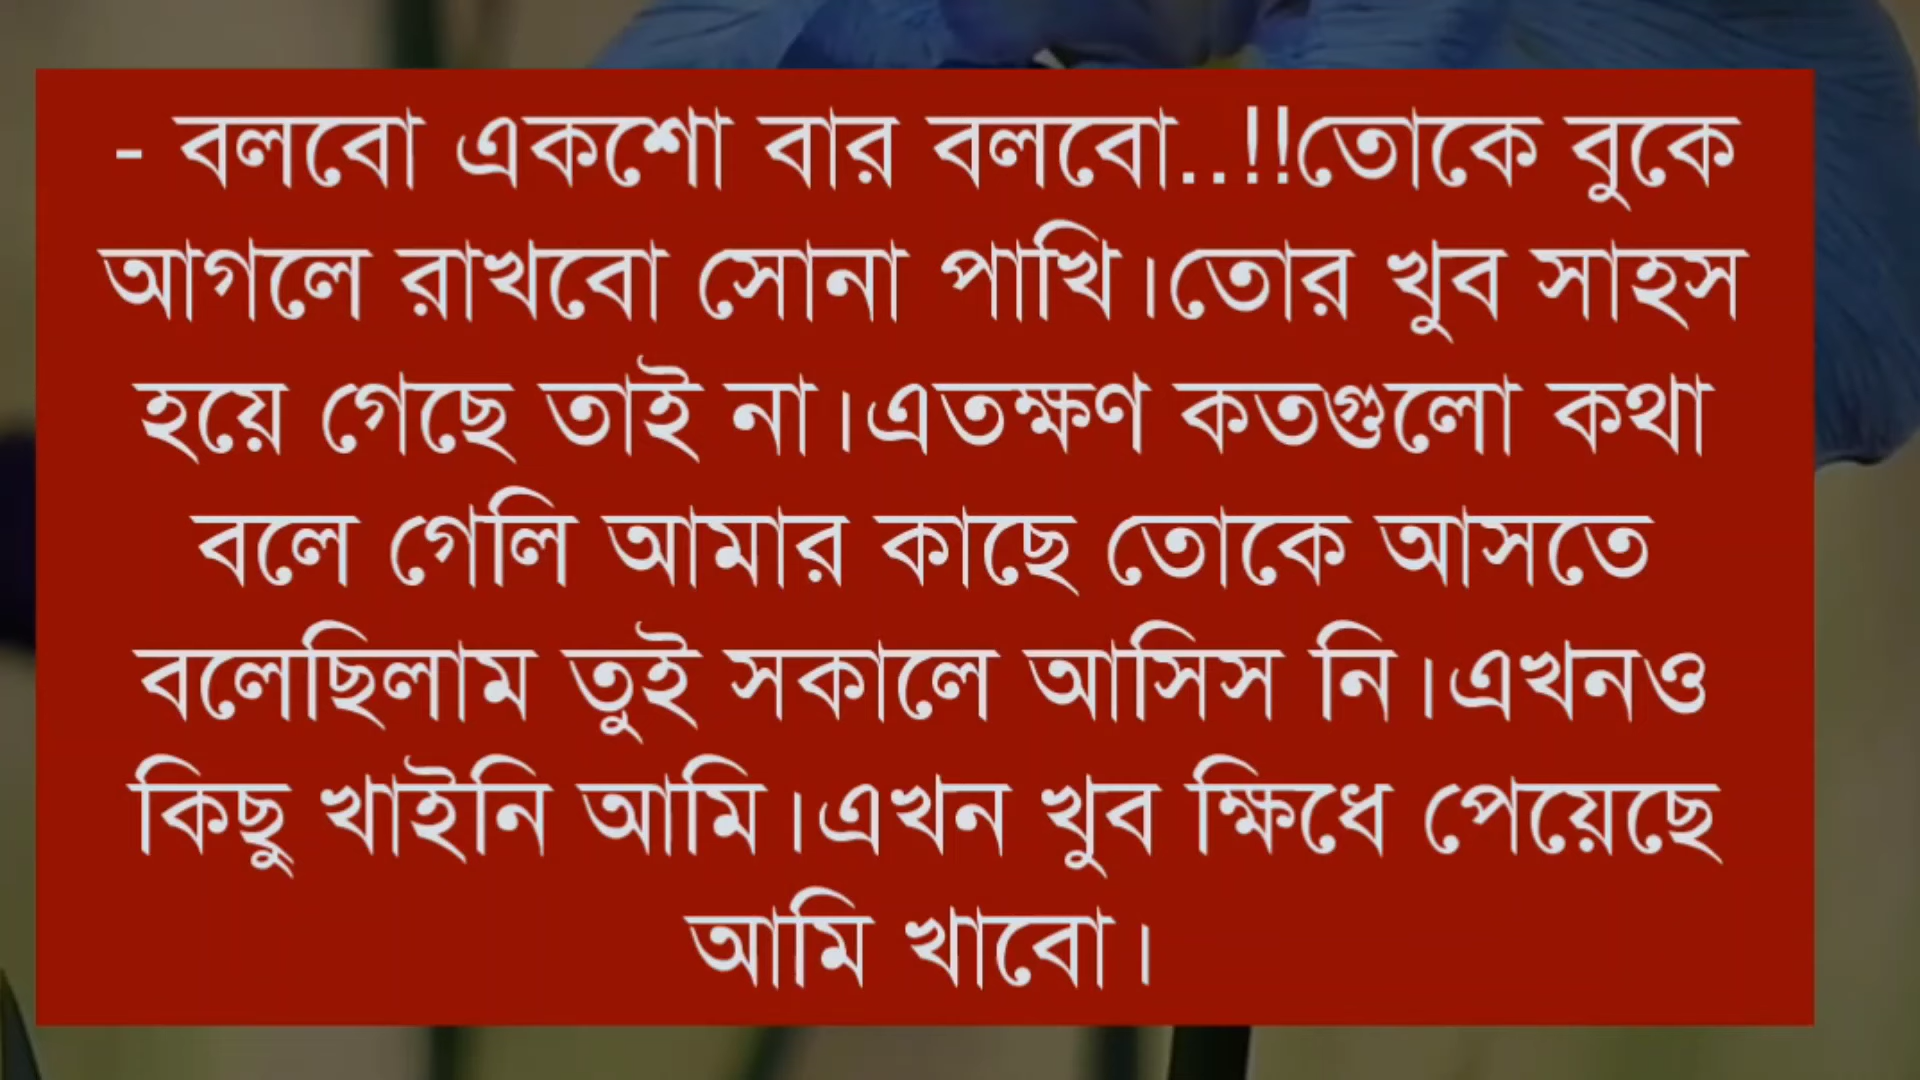 - বলবো একশো বার বলবো..!!তোকে বুকে
আগলে রাখবো সোনা পাখি।তোর খুব সাহস
হয়ে গেছে তাই না।এতক্ষণ কতগুলো কথা
বলে গেলি আমার কাছে তোকে আসতে
বলেছিলাম তুই সকালে আসিস নি।এখনও
কিছু খাইনি আমি।এখন খুব ক্ষিধে পেয়েছে
আমি খাবো।